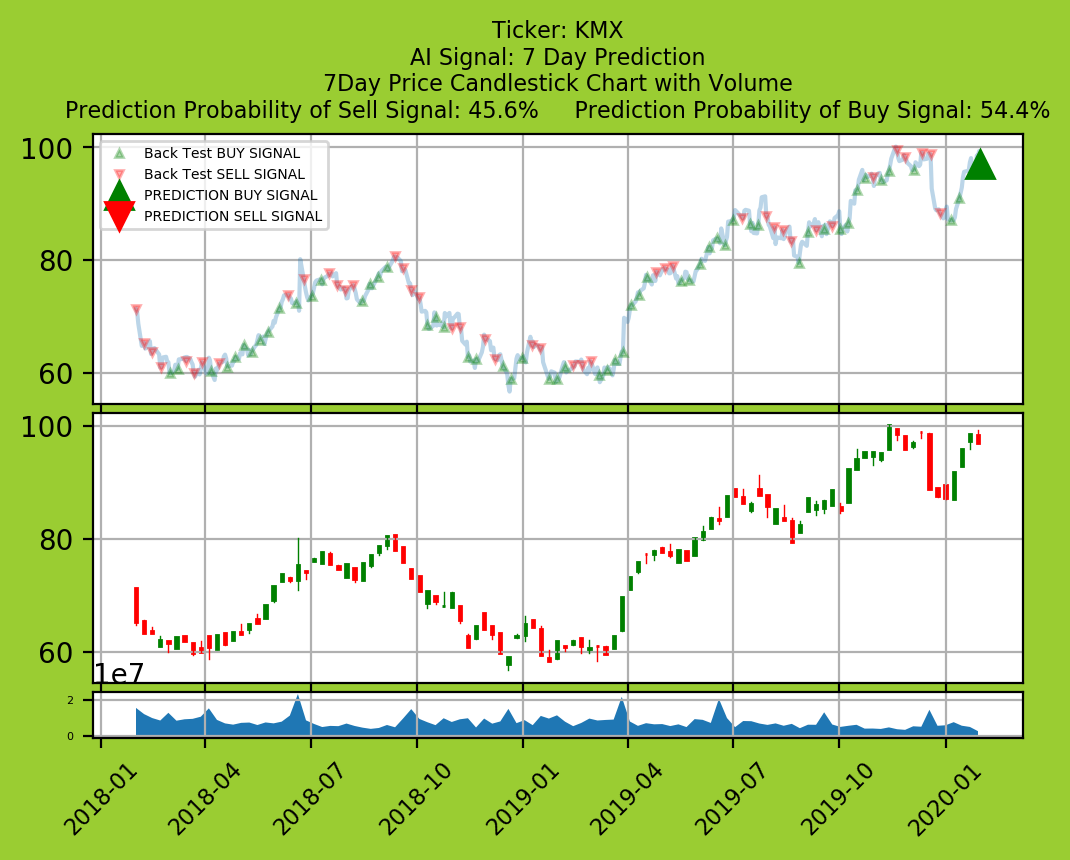 Ticker: KMX
AI Signal: 7 Day Prediction
7Day Price Candlestick Chart with Volume
Prediction Probability of Sell Signal: 45.6%     Prediction Probability of Buy Signal: 54.4%
100
80
60
Back Test BUY SIGNAL
Back Test SELL SIGNAL
PREDICTION BUY SIGNAL
PREDICTION SELL SIGNAL
100
80
60
1e7
2
0
2018-01
2018-04
2018-07
2018-10
2019-01
2019-04
2019-07
2019-10
2020-01